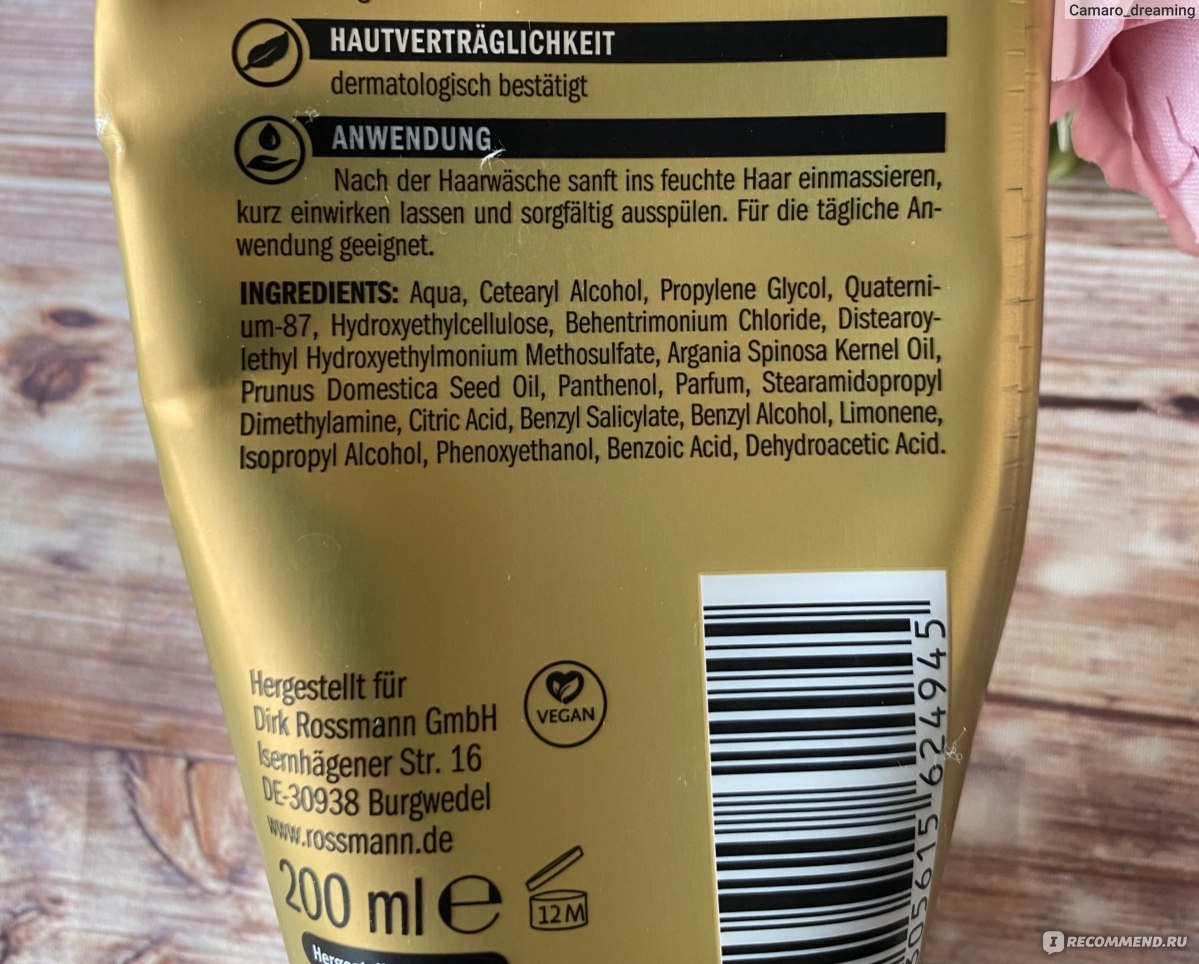 Camaro_dreaming
HAUTVERTRÄGLICHKEIT
dermatologisch bestätigt
ANWENDUNG
Nach der Haarwäsche sanft ins feuchte Haar einmassieren,
kurz einwirken lassen und sorgfältig ausspülen. Für die tägliche An-
wendung geeignet.
INGREDIENTS: Aqua, Cetearyl Alcohol, Propylene Glycol, Quaterni-
um-87, Hydroxyethylcellulose, Behentrimonium Chloride, Distearoy-
lethyl Hydroxyethylmonium Methosulfate, Argania Spinosa Kernel Oil,
Prunus Domestica Seed Oil, Panthenol, Parfum, Stearamidopropyl
Dimethylamine, Citric Acid, Benzyl Salicylate, Benzyl Alcohol, Limonene,
Isopropyl Alcohol, Phenoxyethanol, Benzoic Acid, Dehydroacetic Acid.
Hergestellt für
Dirk Rossmann GmbH
Isernhägener Str. 16
DE-30938 Burgwedel
www.rossmann.de
VEGAN
200 ml e
12M
305615 624945
IRECOMMEND.RU